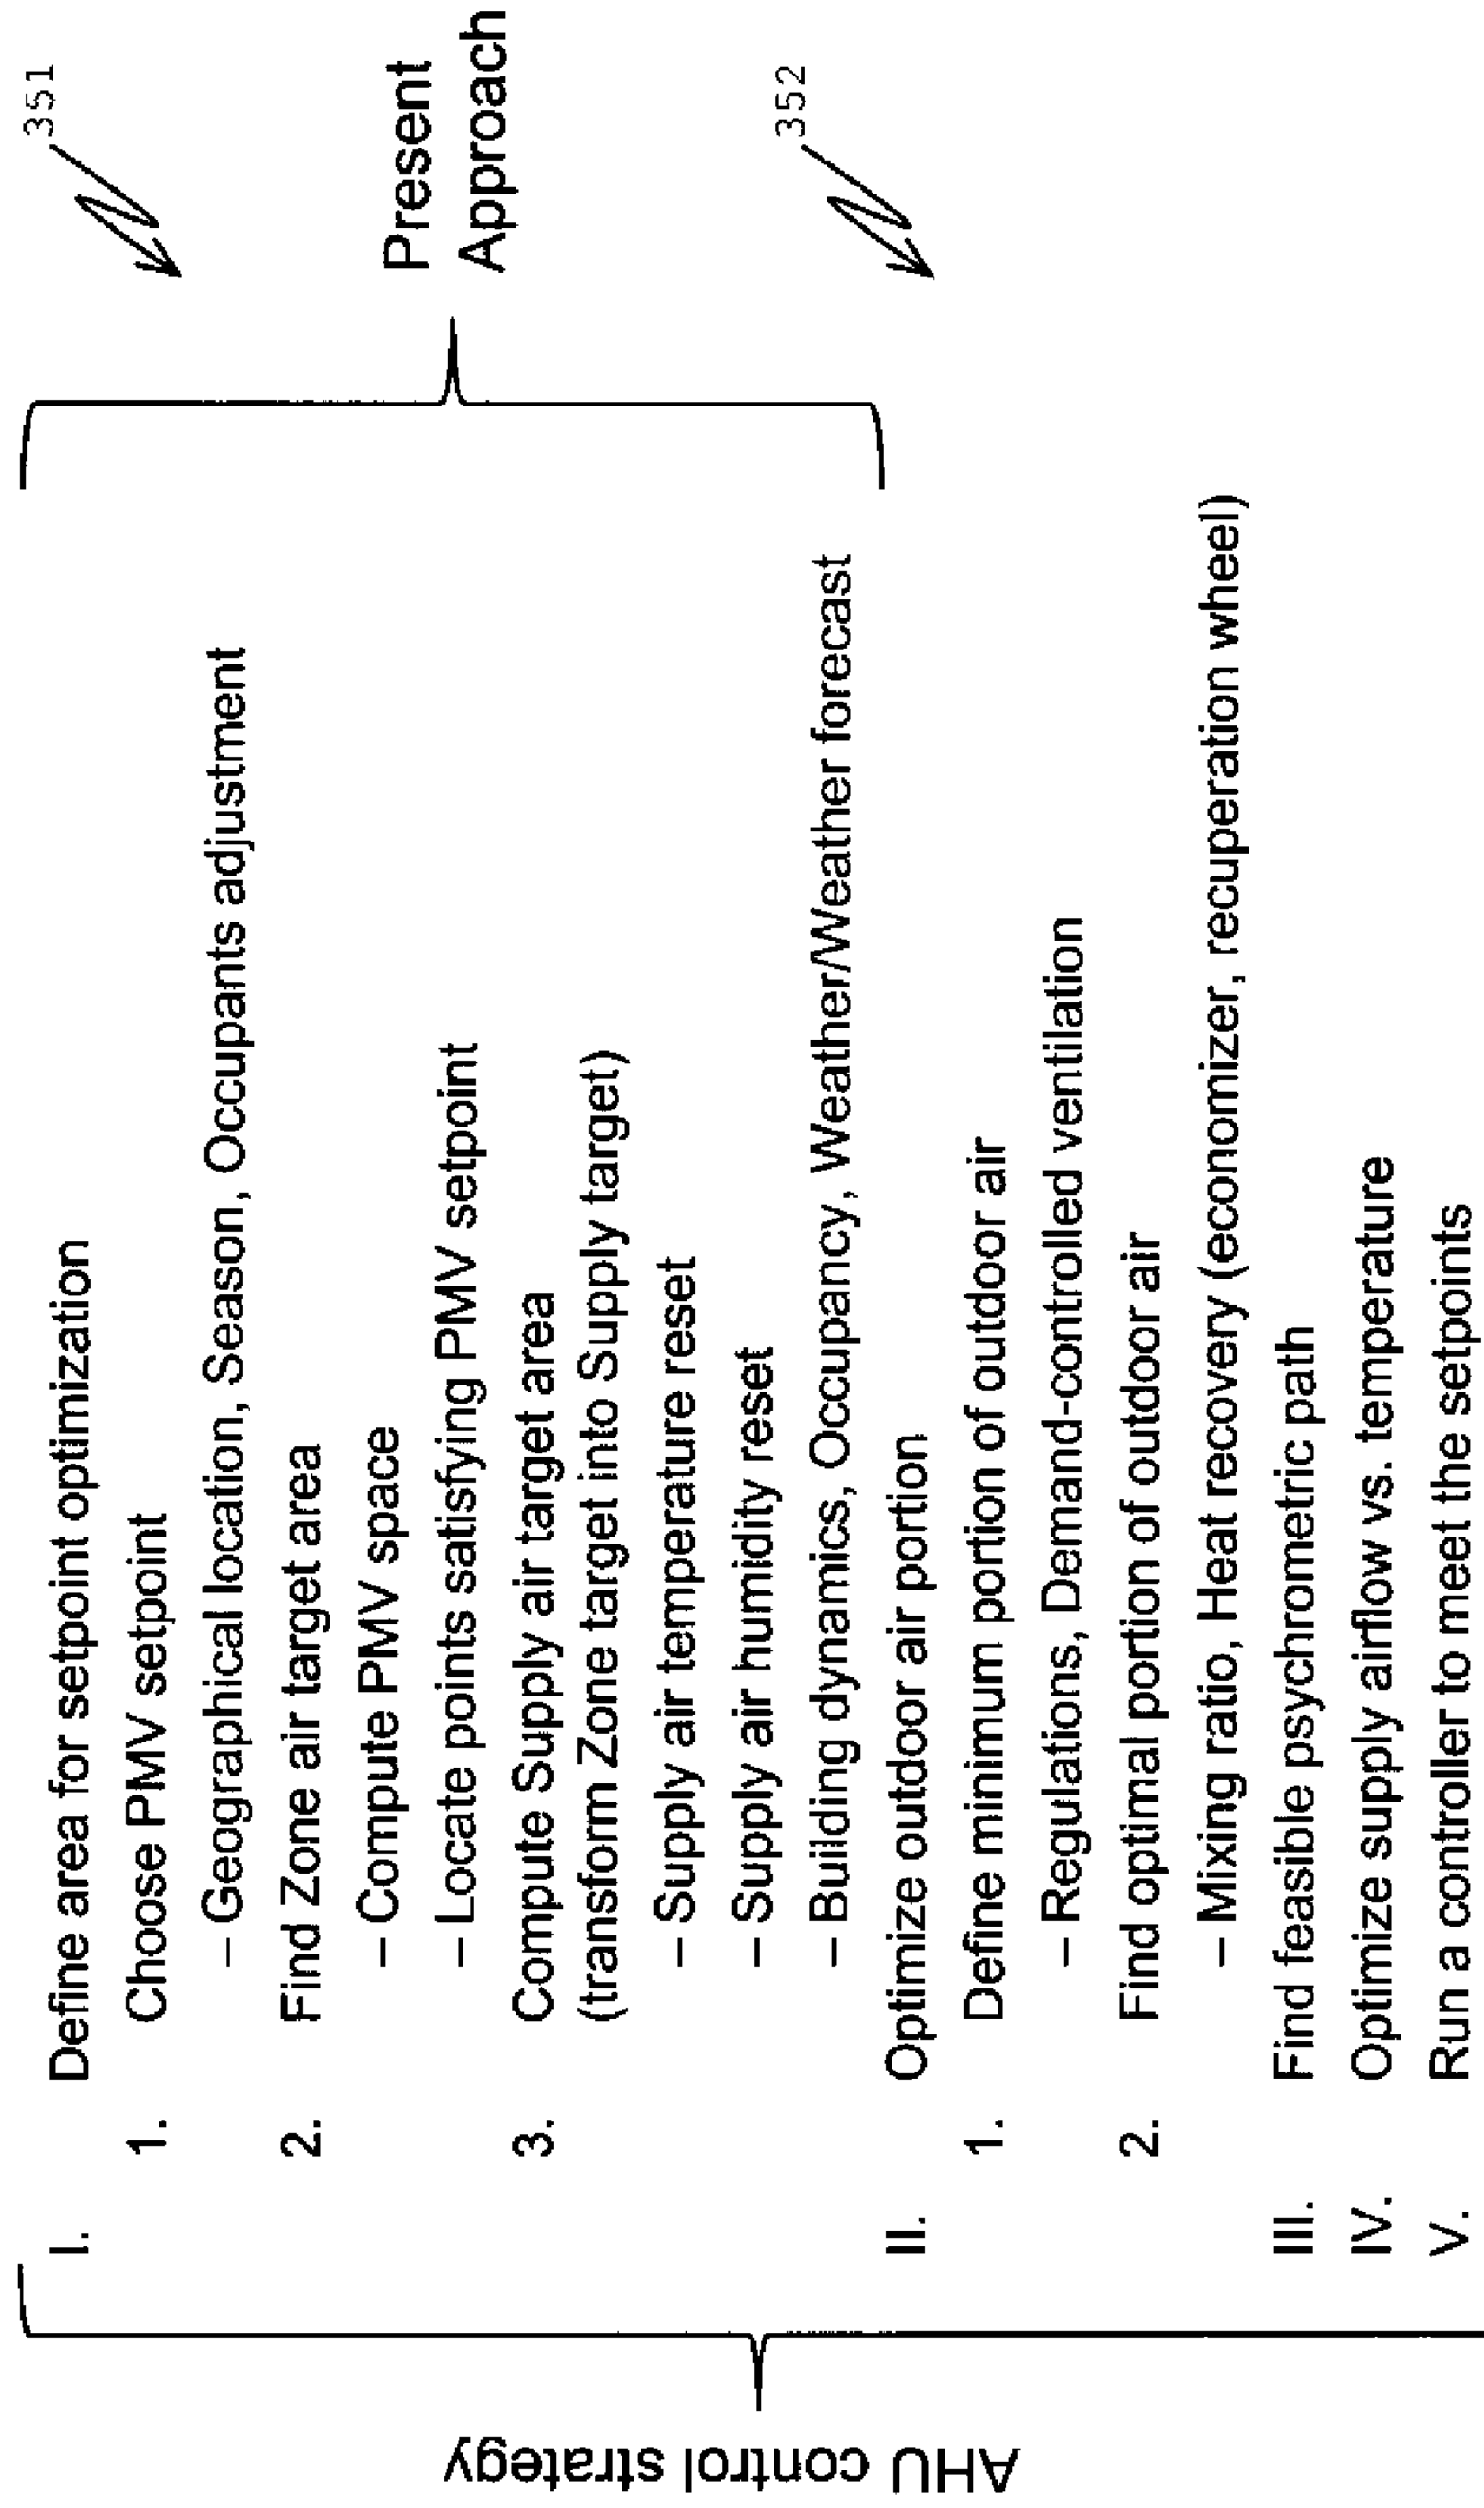 AHU control strategy
I. Define area for setpoint optimization
1. Choose PMV setpoint
– Geographical location, Season, Occupants adjustment
2. Find Zone air target area
– Compute PMV space
– Locate points satisfying PMV setpoint
3. Compute Supply air target area
(transform Zone target into Supply target)
– Supply air temperature reset
– Supply air humidity reset
– Building dynamics, Occupancy, Weather/Weather forecast
II. Optimize outdoor air portion
1. Define minimum portion of outdoor air
– Regulations, Demand-controlled ventilation
2. Find optimal portion of outdoor air
– Mixing ratio, Heat recovery (economizer, recuperation wheel)
III. Find feasible psychrometric path
IV. Optimize supply airflow vs. temperature
V. Run a controller to meet the setpoints
351
Present
Approach
352